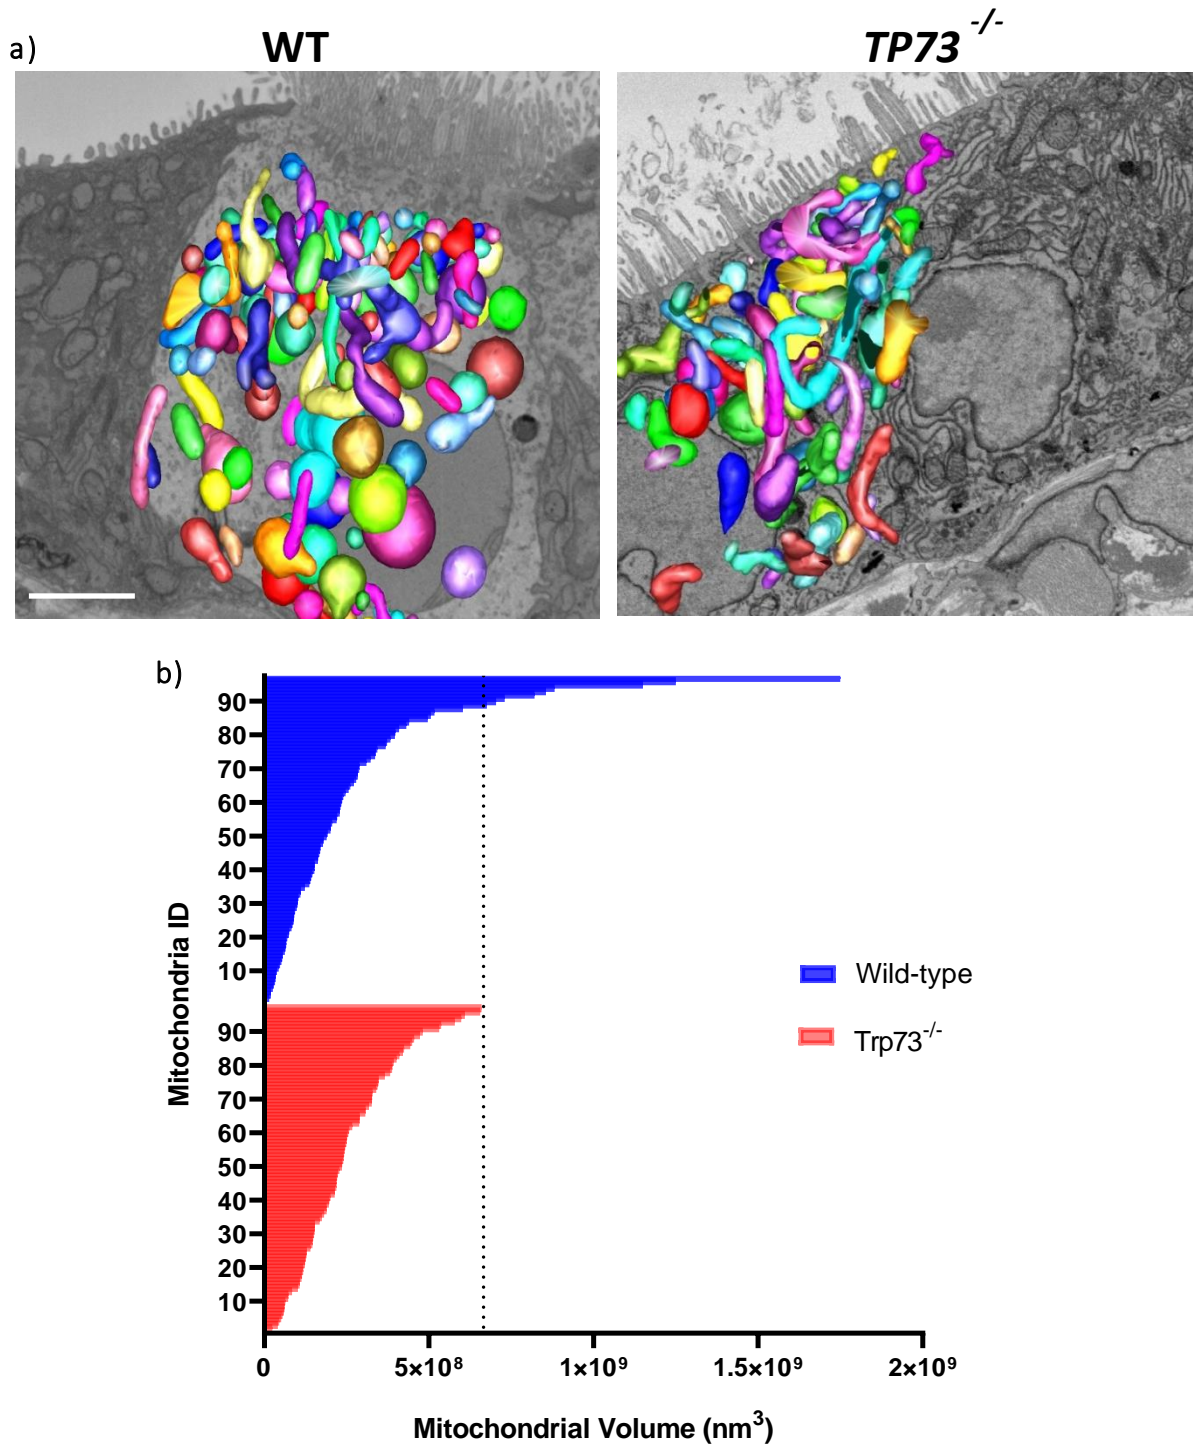 a)
WT
TP73 -/-
b)
90
80
70
60
50
40
30
20
10
90
80
70
60
50
40
30
20
10
Mitochondria ID
Wild-type
Trp73-/-
0 5×10⁸ 1×10⁹ 1.5×10⁹ 2×10⁹
Mitochondrial Volume (nm³)